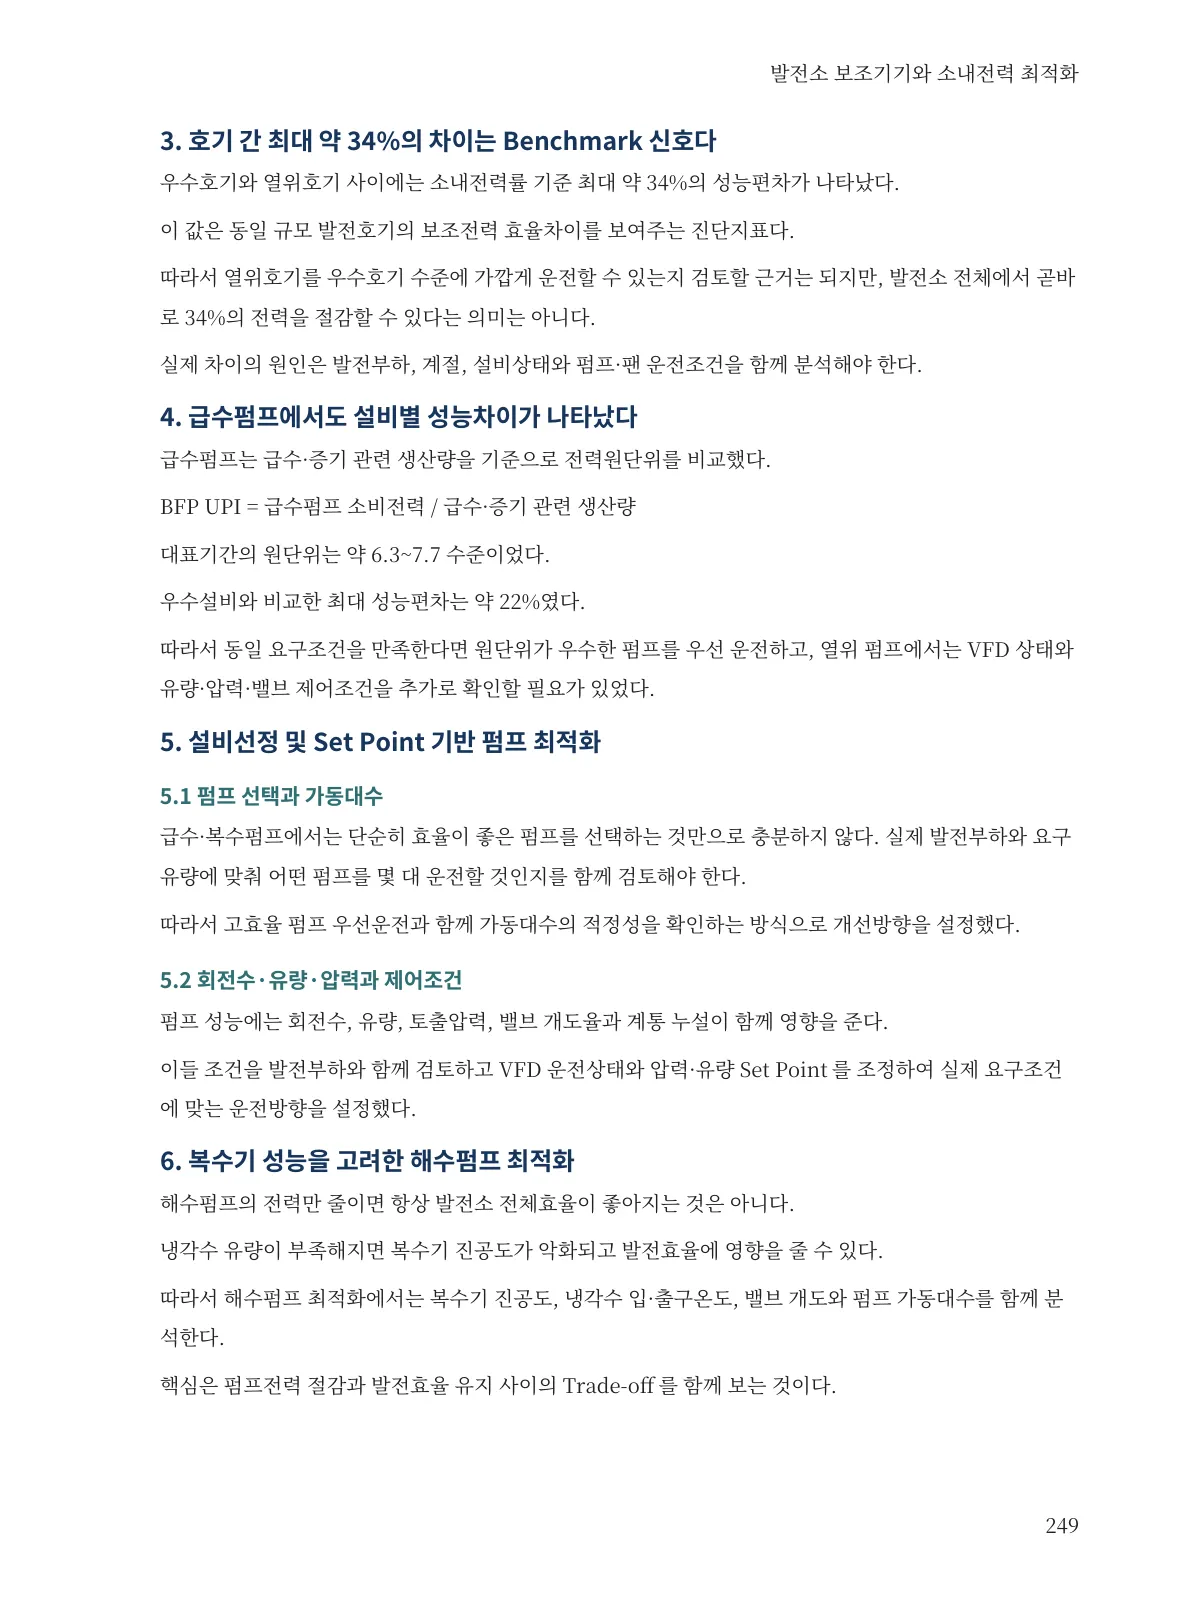 발전소 보조기기와 소내전력 최적화
3. 호기 간 최대 약 34%의 차이는 Benchmark 신호다
우수호기와 열위호기 사이에는 소내전력률 기준 최대 약 34%의 성능편차가 나타났다.
이 값은 동일 규모 발전호기의 보조전력 효율차이를 보여주는 진단지표다.
따라서 열위호기를 우수호기 수준에 가깝게 운전할 수 있는지 검토할 근거는 되지만, 발전소 전체에서 곧바
로 34%의 전력을 절감할 수 있다는 의미는 아니다.
실제 차이의 원인은 발전부하, 계절, 설비상태와 펌프·팬 운전조건을 함께 분석해야 한다.
4. 급수펌프에서도 설비별 성능차이가 나타났다
급수펌프는 급수·증기 관련 생산량을 기준으로 전력원단위를 비교했다.
BFP UPI = 급수펌프 소비전력 / 급수·증기 관련 생산량
대표기간의 원단위는 약 6.3~7.7 수준이었다.
우수설비와 비교한 최대 성능편차는 약 22%였다.
따라서 동일 요구조건을 만족한다면 원단위가 우수한 펌프를 우선 운전하고, 열위 펌프에서는 VFD 상태와
유량·압력·밸브 제어조건을 추가로 확인할 필요가 있었다.
5. 설비선정 및 Set Point 기반 펌프 최적화
5.1 펌프 선택과 가동대수
급수·복수펌프에서는 단순히 효율이 좋은 펌프를 선택하는 것만으로 충분하지 않다. 실제 발전부하와 요구
유량에 맞춰 어떤 펌프를 몇 대 운전할 것인지를 함께 검토해야 한다.
따라서 고효율 펌프 우선운전과 함께 가동대수의 적정성을 확인하는 방식으로 개선방향을 설정했다.
5.2 회전수·유량·압력과 제어조건
펌프 성능에는 회전수, 유량, 토출압력, 밸브 개도율과 계통 누설이 함께 영향을 준다.
이들 조건을 발전부하와 함께 검토하고 VFD 운전상태와 압력·유량 Set Point 를 조정하여 실제 요구조건
에 맞는 운전방향을 설정했다.
6. 복수기 성능을 고려한 해수펌프 최적화
해수펌프의 전력만 줄이면 항상 발전소 전체효율이 좋아지는 것은 아니다.
냉각수 유량이 부족해지면 복수기 진공도가 악화되고 발전효율에 영향을 줄 수 있다.
따라서 해수펌프 최적화에서는 복수기 진공도, 냉각수 입·출구온도, 밸브 개도와 펌프 가동대수를 함께 분
석한다.
핵심은 펌프전력 절감과 발전효율 유지 사이의 Trade-off 를 함께 보는 것이다.
249